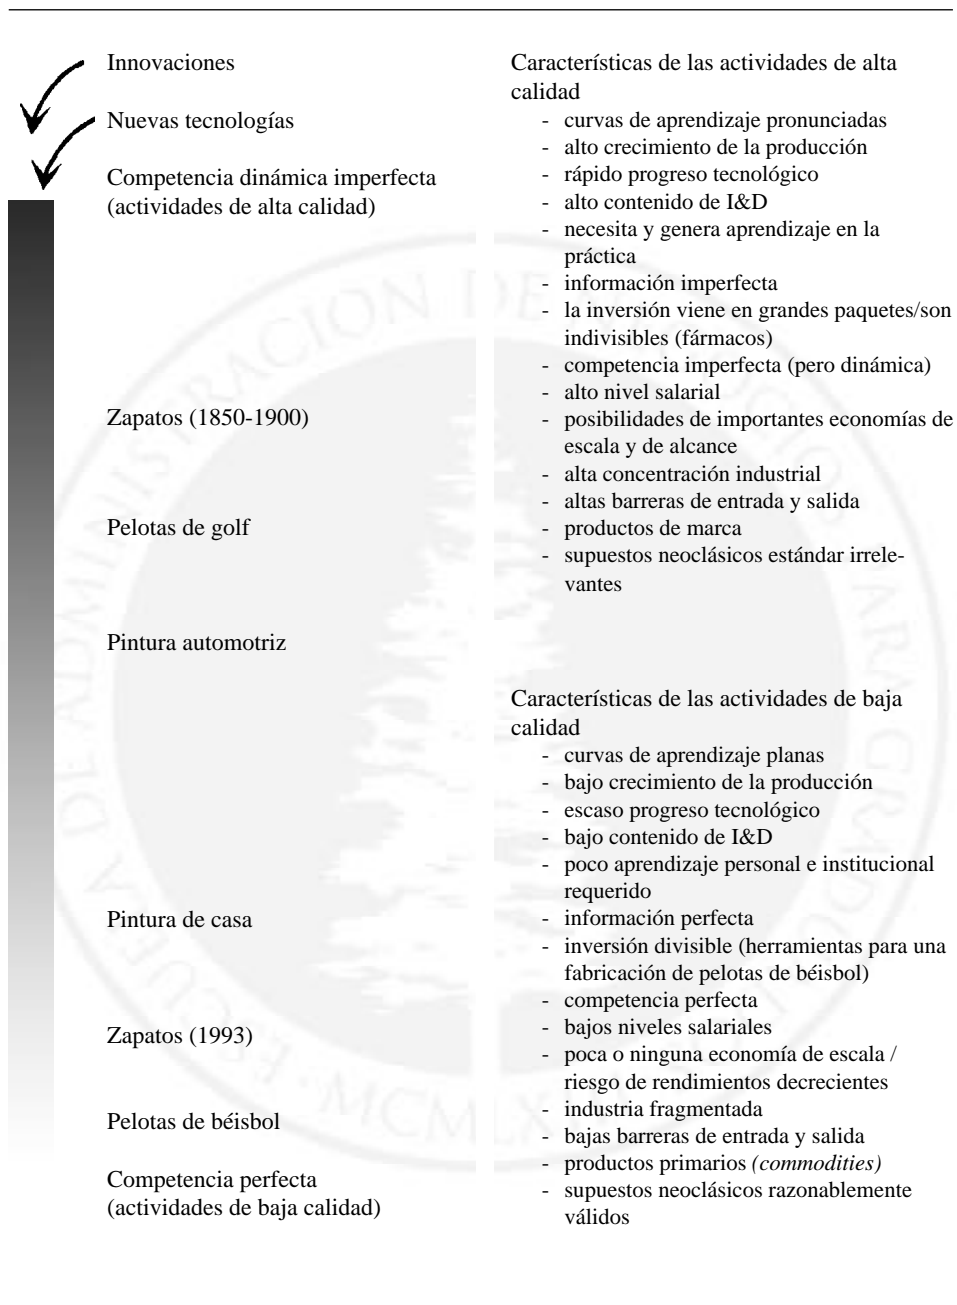 Innovaciones
Nuevas tecnologías
Competencia dinámica imperfecta
(actividades de alta calidad)
Zapatos (1850-1900)
Pelotas de golf
Pintura automotriz
Pintura de casa
Zapatos (1993)
Pelotas de béisbol
Competencia perfecta
(actividades de baja calidad)
Características de las actividades de alta
calidad
- curvas de aprendizaje pronunciadas
- alto crecimiento de la producción
- rápido progreso tecnológico
- alto contenido de I&D
- necesita y genera aprendizaje en la
práctica
- información imperfecta
- la inversión viene en grandes paquetes/son
indivisibles (fármacos)
- competencia imperfecta (pero dinámica)
- alto nivel salarial
- posibilidades de importantes economías de
escala y de alcance
- alta concentración industrial
- altas barreras de entrada y salida
- productos de marca
- supuestos neoclásicos estándar irrele-
vantes
Características de las actividades de baja
calidad
- curvas de aprendizaje planas
- bajo crecimiento de la producción
- escaso progreso tecnológico
- bajo contenido de I&D
- poco aprendizaje personal e institucional
requerido
- información perfecta
- inversión divisible (herramientas para una
fabricación de pelotas de béisbol)
- competencia perfecta
- bajos niveles salariales
- poca o ninguna economía de escala /
riesgo de rendimientos decrecientes
- industria fragmentada
- bajas barreras de entrada y salida
- productos primarios (commodities)
- supuestos neoclásicos razonablemente
válidos